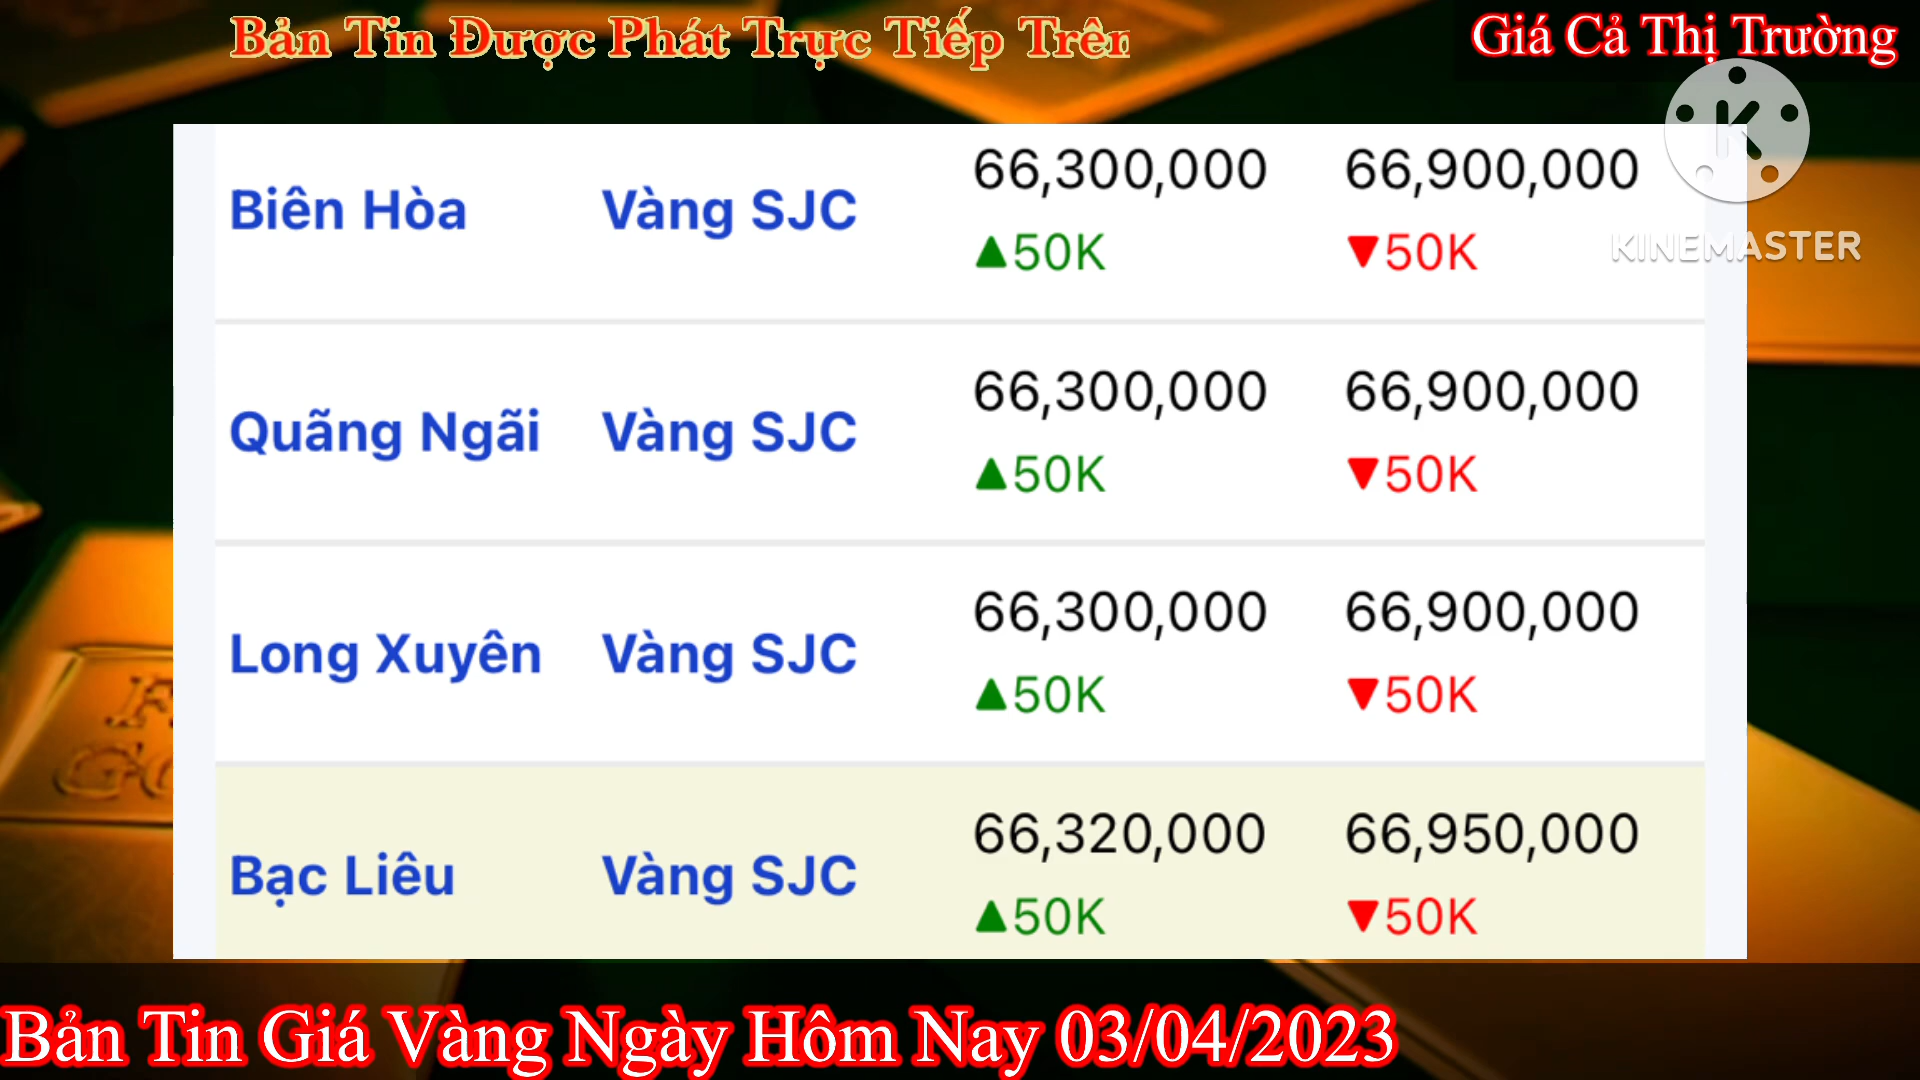 Bản Tin Được Phát Trực Tiếp Trên
Giá Cả Thị Trường
KINEMASTER
Biên Hòa Vàng SJC 66,300,000 66,900,000
▲50K ▼50K
Quãng Ngãi Vàng SJC 66,300,000 66,900,000
▲50K ▼50K
Long Xuyên Vàng SJC 66,300,000 66,900,000
▲50K ▼50K
Bạc Liêu Vàng SJC 66,320,000 66,950,000
▲50K ▼50K
Bản Tin Giá Vàng Ngày Hôm Nay 03/04/2023